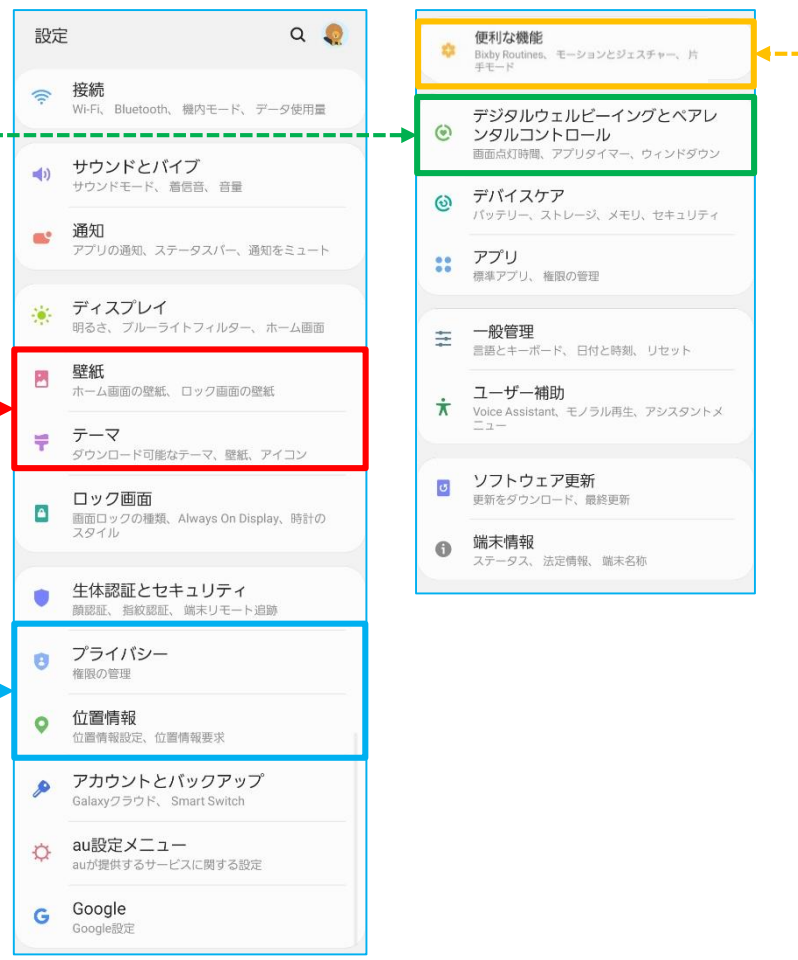 設定
接続
Wi-Fi、 Bluetooth、 機内モード、 データ使用量
サウンドとバイブ
サウンドモード、 着信音、 音量
通知
アプリの通知、ステータスバー、通知をミュート
ディスプレイ
明るさ、 ブルーライトフィルター、 ホーム画面
壁紙
ホーム画面の壁紙、 ロック画面の壁紙
テーマ
ダウンロード可能なテーマ、壁紙、アイコン
ロック画面
画面ロックの種類、Always On Display、時計の
スタイル
生体認証とセキュリティ
顔認証、 指紋認証、 端末リモート追跡
プライバシー
権限の管理
位置情報
位置情報設定、位置情報要求
アカウントとバックアップ
Galaxyクラウド、 Smart Switch
au設定メニュー
auが提供するサービスに関する設定
Google
Google設定
便利な機能
Bixby Routines、 モーションとジェスチャー、 片
手モード
デジタルウェルビーイングとペアレ
ンタルコントロール
画面点灯時間、アプリタイマー、ウィンドダウン
デバイスケア
バッテリー、ストレージ、メモリ、セキュリティ
アプリ
標準アプリ、 権限の管理
一般管理
言語とキーボード、 日付と時刻、 リセット
ユーザー補助
Voice Assistant、モノラル再生、アシスタントメ
ニュー
ソフトウェア更新
更新をダウンロード、最終更新
端末情報
ステータス、 法定情報、 端末名称